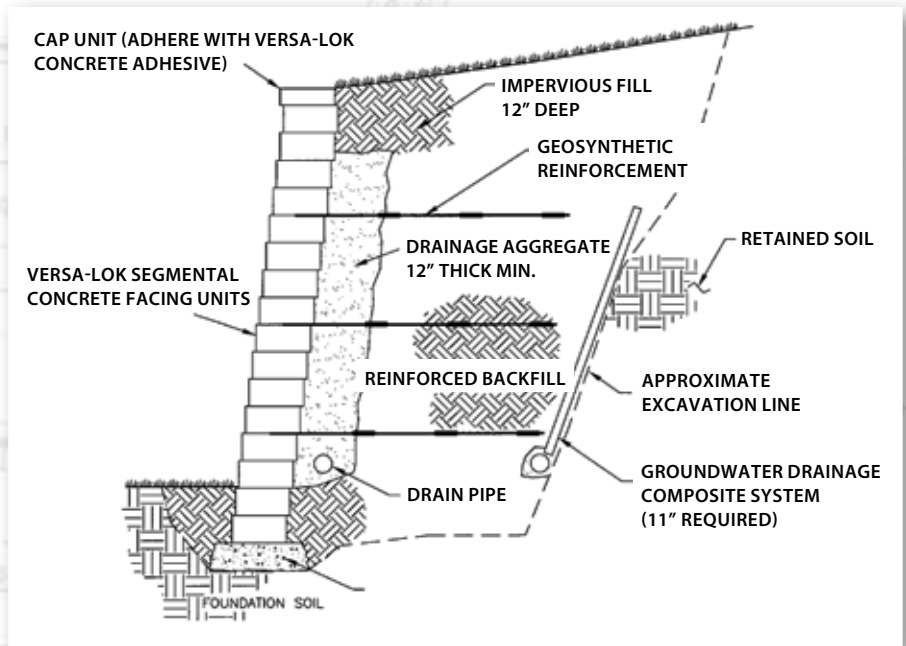 CAP UNIT (ADHERE WITH VERSA-LOK
CONCRETE ADHESIVE)
IMPERVIOUS FILL
12” DEEP
GEOSYNTHETIC
REINFORCEMENT
DRAINAGE AGGREGATE
12” THICK MIN.
RETAINED SOIL
VERSA-LOK SEGMENTAL
CONCRETE FACING UNITS
REINFORCED BACKFILL
APPROXIMATE
EXCAVATION LINE
DRAIN PIPE
GROUNDWATER DRAINAGE
COMPOSITE SYSTEM
(11” REQUIRED)
FOUNDATION SOIL